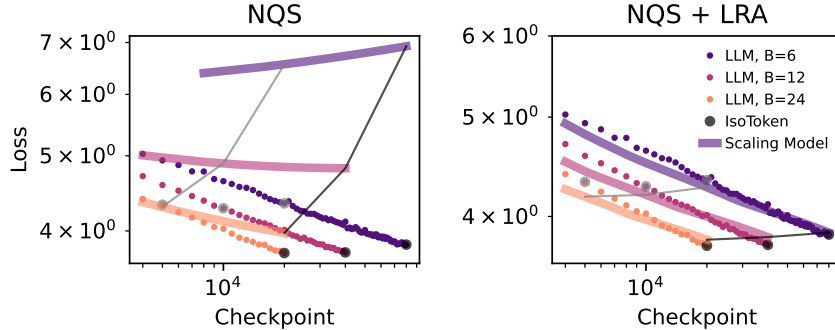 NQS
Loss
7 × 10⁰
6 × 10⁰
5 × 10⁰
4 × 10⁰
10⁴
Checkpoint
NQS + LRA
6 × 10⁰
5 × 10⁰
4 × 10⁰
10⁴
Checkpoint
LLM, B=6
LLM, B=12
LLM, B=24
IsoToken
Scaling Model